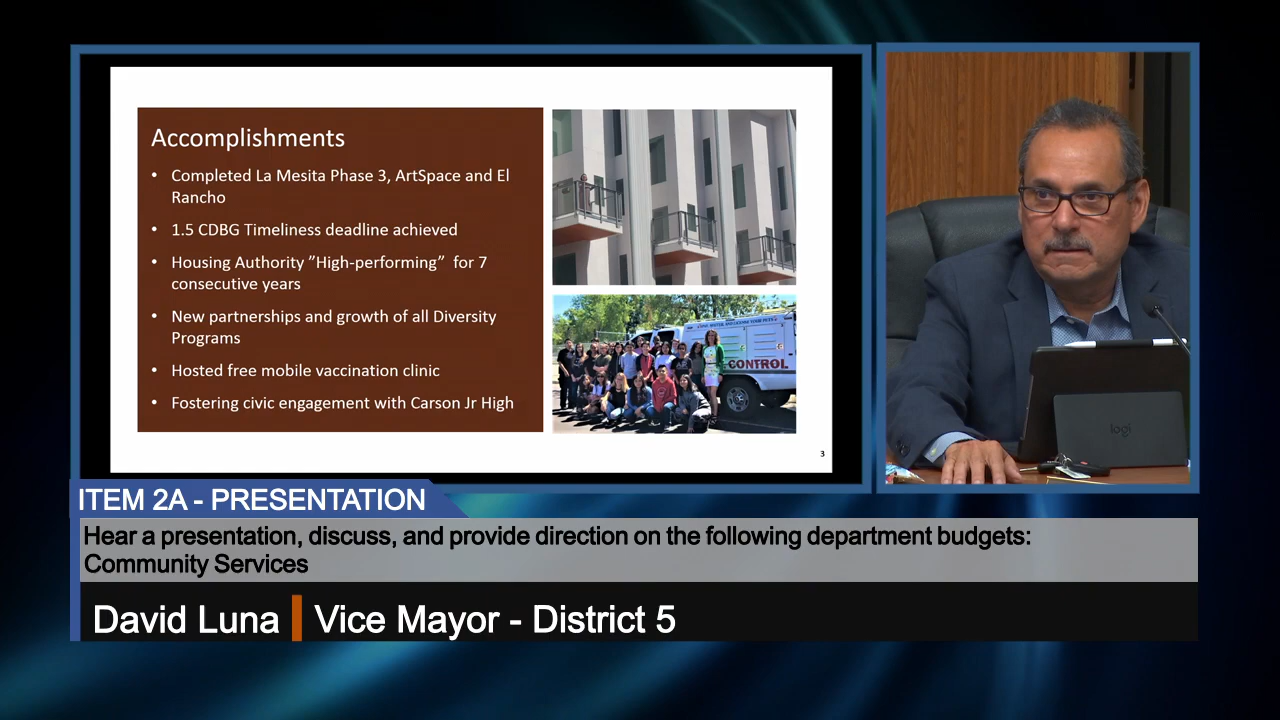 Accomplishments
• Completed La Mesita Phase 3, ArtSpace and El
Rancho
• 1.5 CDBG Timeliness deadline achieved
• Housing Authority ”High-performing”  for 7
consecutive years
• New partnerships and growth of all Diversity
Programs
• Hosted free mobile vaccination clinic
• Fostering civic engagement with Carson Jr High
CONTROL
3
logi
ITEM 2A - PRESENTATION
Hear a presentation, discuss, and provide direction on the following department budgets:
Community Services
David Luna
Vice Mayor - District 5